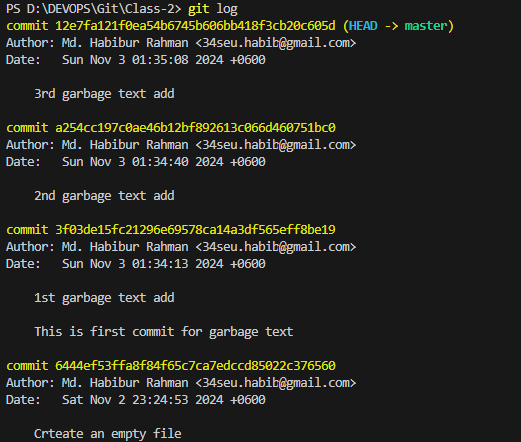 PS D:\DEVOPS\Git\Class-2> git log
commit 12e7fa121f0ea54b6745b606bb418f3cb20c605d (HEAD -> master)
Author: Md. Habibur Rahman <34seu.habib@gmail.com>
Date:   Sun Nov 3 01:35:08 2024 +0600
    3rd garbage text add
commit a254cc197c0ae46b12bf892613c066d460751bc0
Author: Md. Habibur Rahman <34seu.habib@gmail.com>
Date:   Sun Nov 3 01:34:40 2024 +0600
    2nd garbage text add
commit 3f03de15fc21296e69578ca14a3df565eff8be19
Author: Md. Habibur Rahman <34seu.habib@gmail.com>
Date:   Sun Nov 3 01:34:13 2024 +0600
    1st garbage text add
    This is first commit for garbage text
commit 6444ef53ffa8f84f65c7ca7edccd85022c376560
Author: Md. Habibur Rahman <34seu.habib@gmail.com>
Date:   Sat Nov 2 23:24:53 2024 +0600
    Crteate an empty file